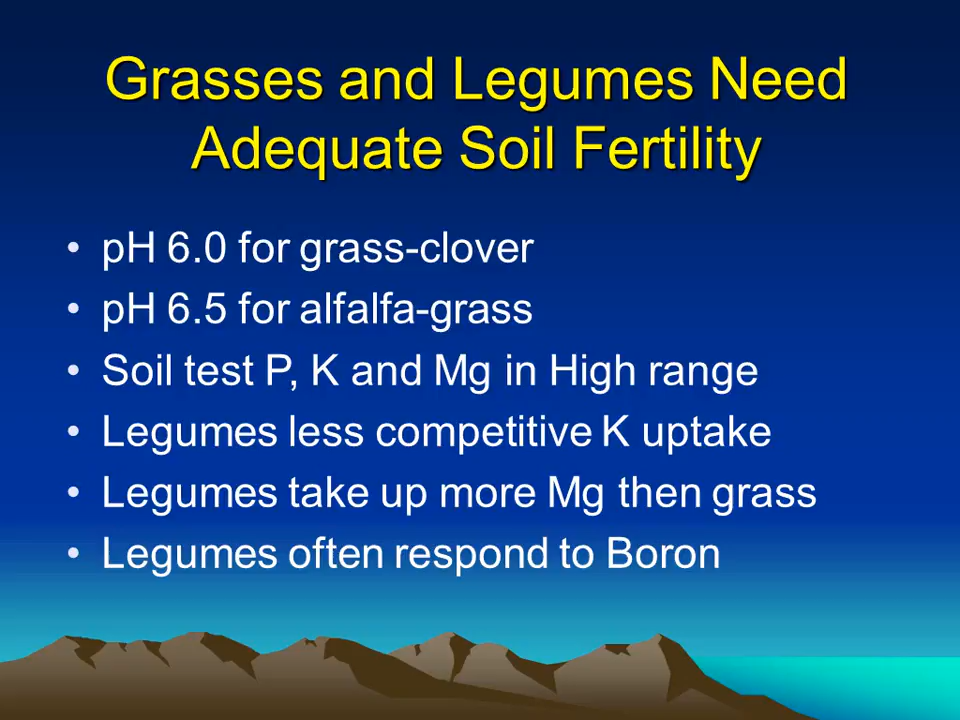 Grasses and Legumes Need
Adequate Soil Fertility
• pH 6.0 for grass-clover
• pH 6.5 for alfalfa-grass
• Soil test P, K and Mg in High range
• Legumes less competitive K uptake
• Legumes take up more Mg then grass
• Legumes often respond to Boron